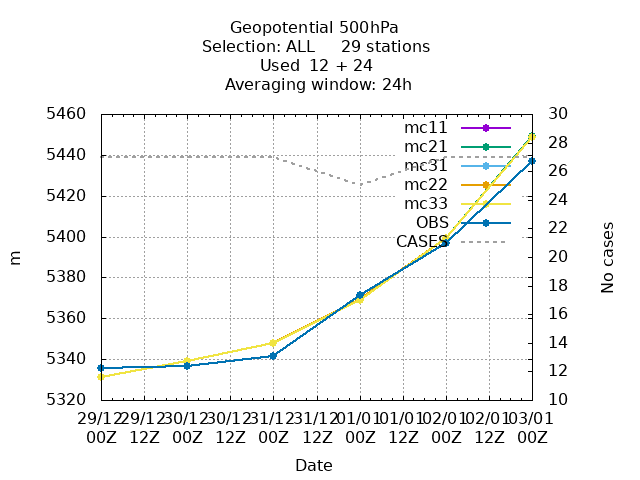 Geopotential 500hPa
Selection: ALL 29 stations
Used 12 + 24
Averaging window: 24h
5460
5440
5420
5400
5380
5360
5340
5320
m
30
28
26
24
22
20
18
16
14
12
10
No cases
mc11
mc21
mc31
mc22
mc33
OBS
CASES
29/12 29/12 30/12 30/12 31/12 31/12 01/01 01/01 02/01 02/01 03/01
00Z 12Z 00Z 12Z 00Z 12Z 00Z 12Z 00Z 12Z 00Z
Date